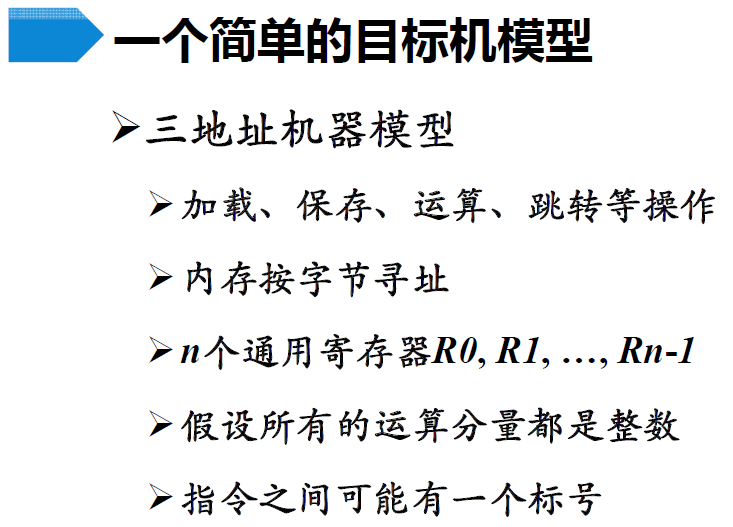 一个简单的目标机模型
三地址机器模型
加载、保存、运算、跳转等操作
内存按字节寻址
n个通用寄存器R0, R1, …, Rn-1
假设所有的运算分量都是整数
指令之间可能有一个标号